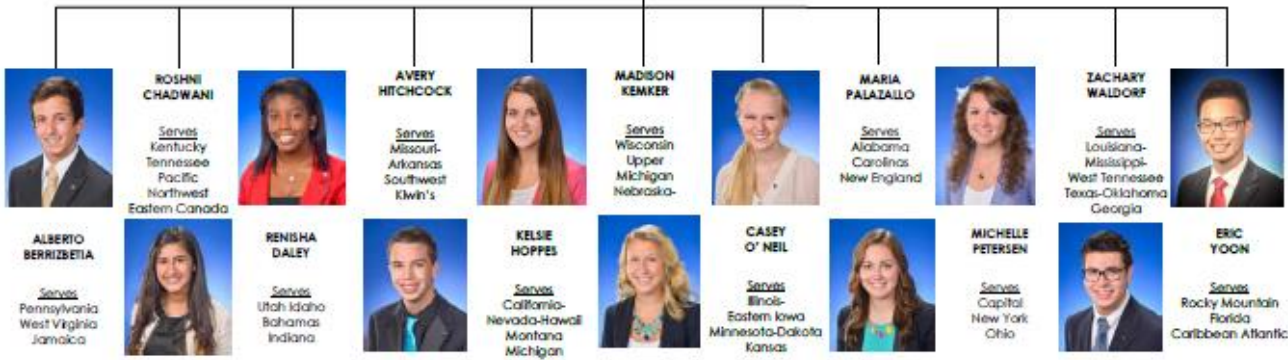 ROSHNI
CHADWANI
Serves
Kentucky
Tennessee
Pacific
Northwest
Eastern Canada
AVERY
HITCHCOCK
Serves
Missouri-
Arkansas
Southwest
Kiwin's
MADISON
KEMKER
Serves
Wisconsin
Upper
Michigan
Nebraska-
MARIA
PALAZALLO
Serves
Alabama
Carolinas
New England
ZACHARY
WALDORF
Serves
Louisiana-
Mississippi-
West Tennessee
Texas-Oklahoma
Georgia
ALBERTO
BERRIZBETIA
Serves
Pennsylvania
West Virginia
Jamaica
RENISHA
DALEY
Serves
Utah Idaho
Bahamas
Indiana
KELSIE
HOPPES
Serves
California-
Nevada-Hawaii
Montana
Michigan
CASEY
O' NEIL
Serves
Illinois-
Eastern Iowa
Minnesota-Dakota
Kansas
MICHELLE
PETERSEN
Serves
Capital
New York
Ohio
ERIC
YOON
Serves
Rocky Mountain
Florida
Caribbean Atlantic